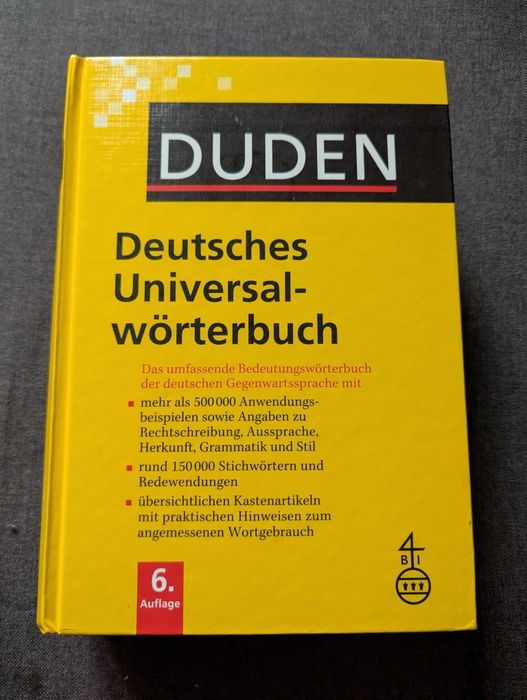 DUDEN
Deutsches
Universal-
wörterbuch
Das umfassende Bedeutungswörterbuch
der deutschen Gegenwartssprache mit
mehr als 500 000 Anwendungs-
beispielen sowie Angaben zu
Rechtschreibung, Aussprache,
Herkunft, Grammatik und Stil
rund 150 000 Stichwörtern und
Redewendungen
übersichtlichen Kastenartikeln
mit praktischen Hinweisen zum
angemessenen Wortgebrauch
6.
Auflage
B I